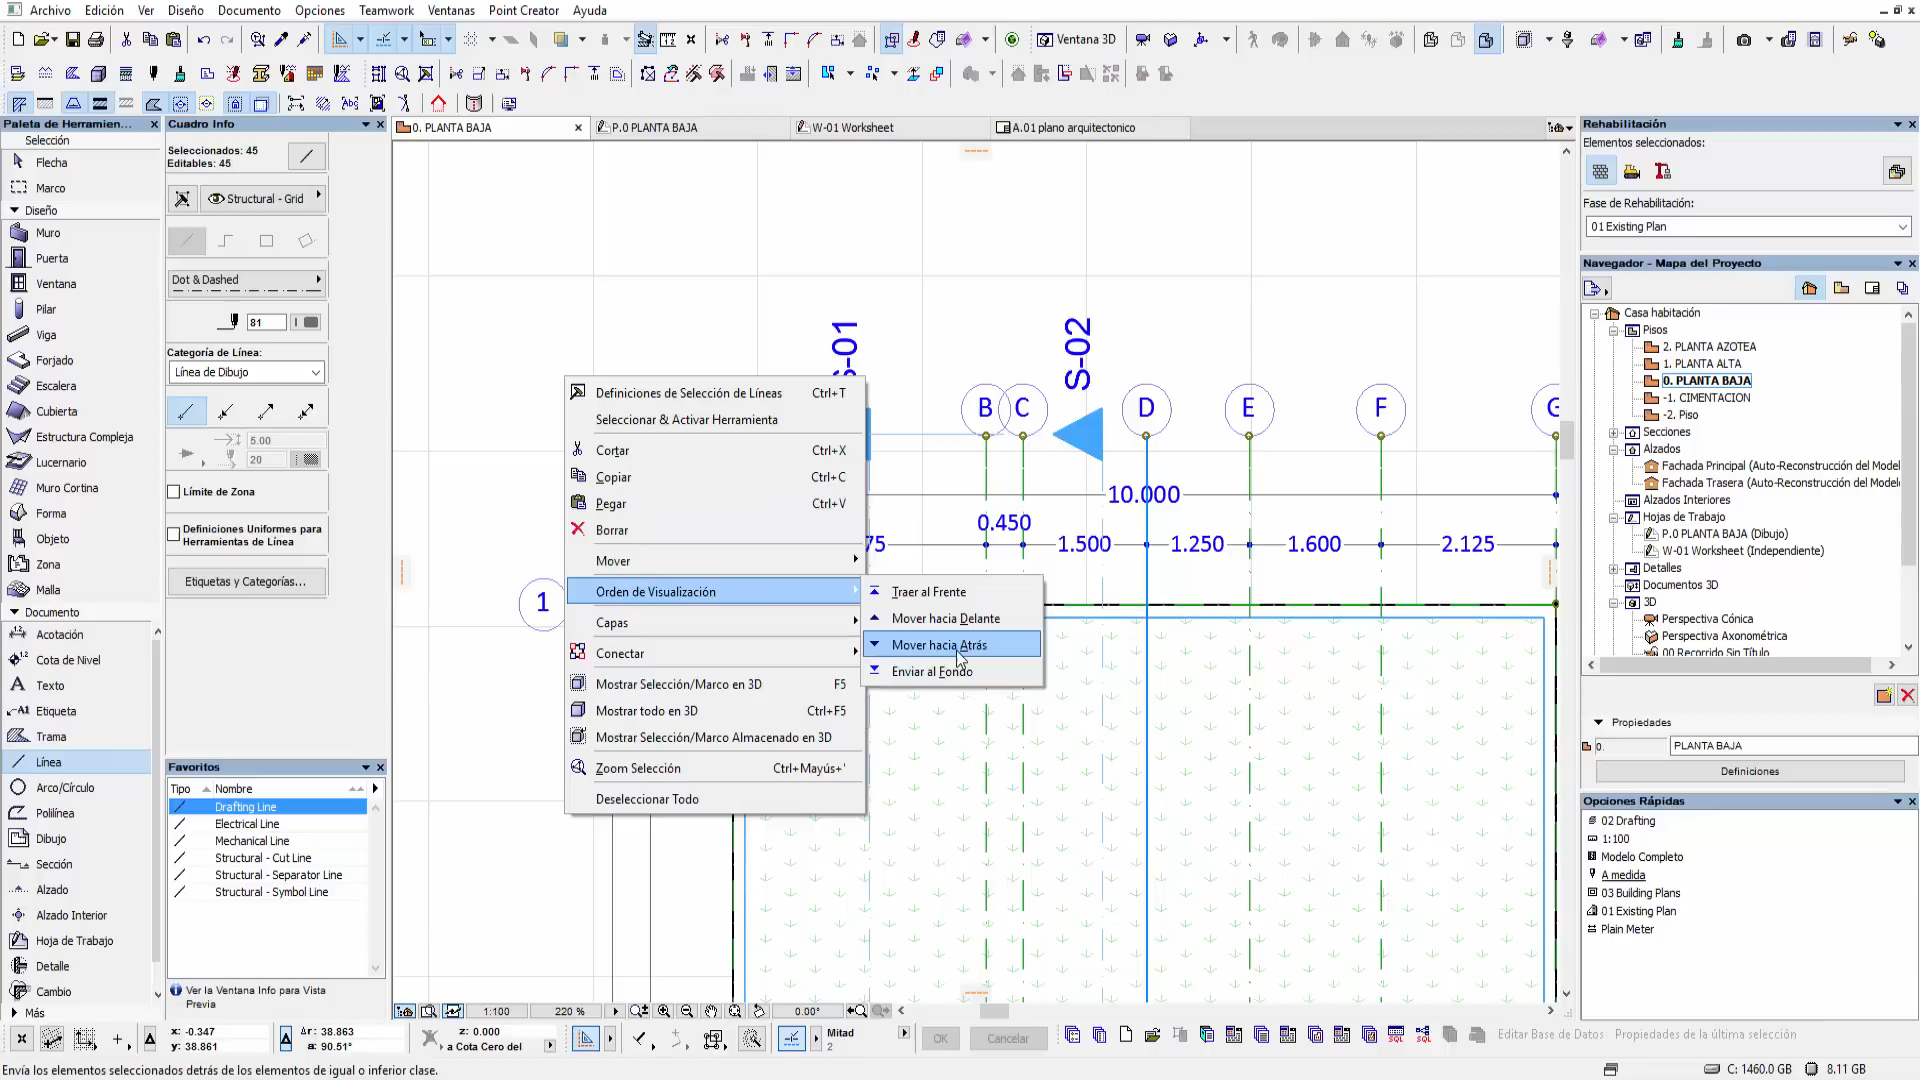 Archivo Edición Ver Diseño Documento Opciones Teamwork Ventanas Point Creator Ayuda
Ventana 3D
Paleta de Herramien...
Selección
Flecha
Marco
Diseño
Muro
Puerta
Ventana
Pilar
Viga
Forjado
Escalera
Cubierta
Estructura Compleja
Lucernario
Muro Cortina
Forma
Objeto
Zona
Malla
Documento
Acotación
Cota de Nivel
Texto
Etiqueta
Trama
Línea
Arco/Círculo
Polilínea
Dibujo
Sección
Alzado
Alzado Interior
Hoja de Trabajo
Detalle
Cambio
Más
Cuadro Info
Seleccionados: 45
Editables: 45
Structural - Grid
Dot & Dashed
81
Categoría de Línea:
Línea de Dibujo
5.00
20
Límite de Zona
Definiciones Uniformes para
Herramientas de Línea
Etiquetas y Categorías...
Favoritos
Tipo Nombre
Drafting Line
Electrical Line
Mechanical Line
Structural - Cut Line
Structural - Separator Line
Structural - Symbol Line
Ver la Ventana Info para Vista
Previa
0. PLANTA BAJA
P.0 PLANTA BAJA
W-01 Worksheet
A.01 plano arquitectonico
S-01
S-02
B C D E F G
10.000
0.450
75 1.500 1.250 1.600 2.125
1
Definiciones de Selección de Líneas Ctrl+T
Seleccionar & Activar Herramienta
Cortar Ctrl+X
Copiar Ctrl+C
Pegar Ctrl+V
Borrar
Mover
Orden de Visualización
Capas
Conectar
Mostrar Selección/Marco en 3D F5
Mostrar todo en 3D Ctrl+F5
Mostrar Selección/Marco Almacenado en 3D
Zoom Selección Ctrl+Mayús+'
Deseleccionar Todo
Traer al Frente
Mover hacia Delante
Mover hacia Atrás
Enviar al Fondo
Rehabilitación
Elementos seleccionados:
Fase de Rehabilitación:
01 Existing Plan
Navegador - Mapa del Proyecto
Casa habitación
Pisos
2. PLANTA AZOTEA
1. PLANTA ALTA
0. PLANTA BAJA
-1. CIMENTACION
-2. Piso
Secciones
Alzados
Fachada Principal (Auto-Reconstrucción del Model
Fachada Trasera (Auto-Reconstrucción del Model
Alzados Interiores
Hojas de Trabajo
P.0 PLANTA BAJA (Dibujo)
W-01 Worksheet (Independiente)
Detalles
Documentos 3D
3D
Perspectiva Cónica
Perspectiva Axonométrica
00 Recorrido Sin Título
Propiedades
0. PLANTA BAJA
Definiciones
Opciones Rápidas
02 Drafting
1:100
Modelo Completo
A medida
03 Building Plans
01 Existing Plan
Plain Meter
1:100 220 % 0.00°
x: -0.347
y: 38.861
Δr: 38.863
a: 90.51°
z: 0.000
a Cota Cero del
Mitad
2
OK Cancelar
Editar Base de Datos Propiedades de la última selección
Envía los elementos seleccionados detrás de los elementos de igual o inferior clase.
C: 1460.0 GB 8.11 GB